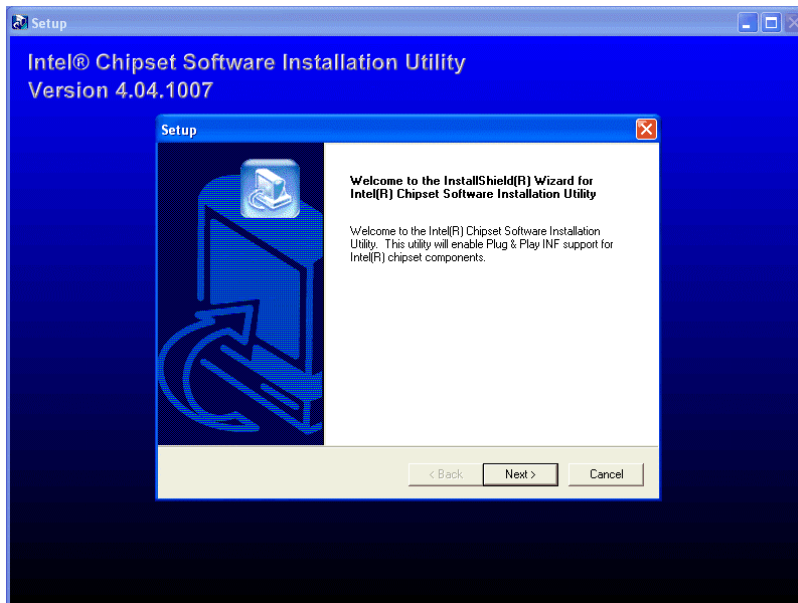 Setup
Intel® Chipset Software Installation Utility
Version 4.04.1007
Setup
Welcome to the InstallShield(R) Wizard for
Intel(R) Chipset Software Installation Utility
Welcome to the Intel(R) Chipset Software Installation
Utility. This utility will enable Plug & Play INF support for
Intel(R) chipset components.
< Back
Next >
Cancel